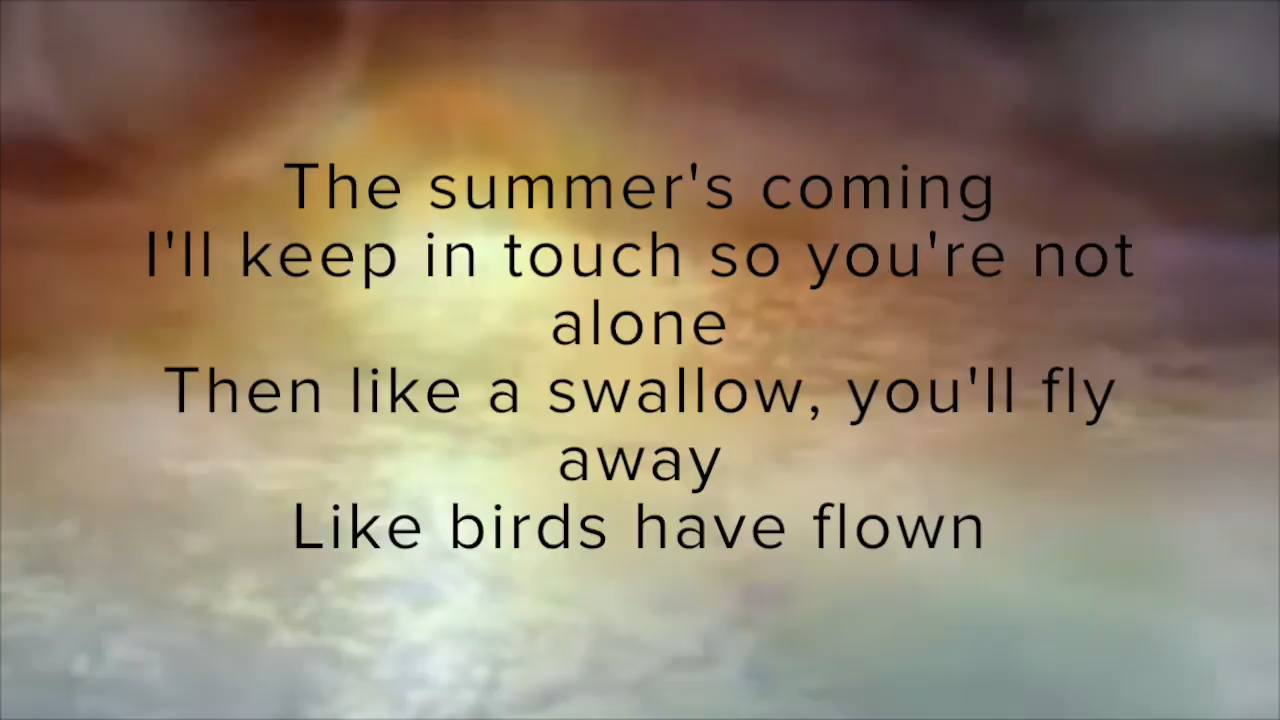 The summer's coming
I'll keep in touch so you're not
alone
Then like a swallow, you'll fly
away
Like birds have flown